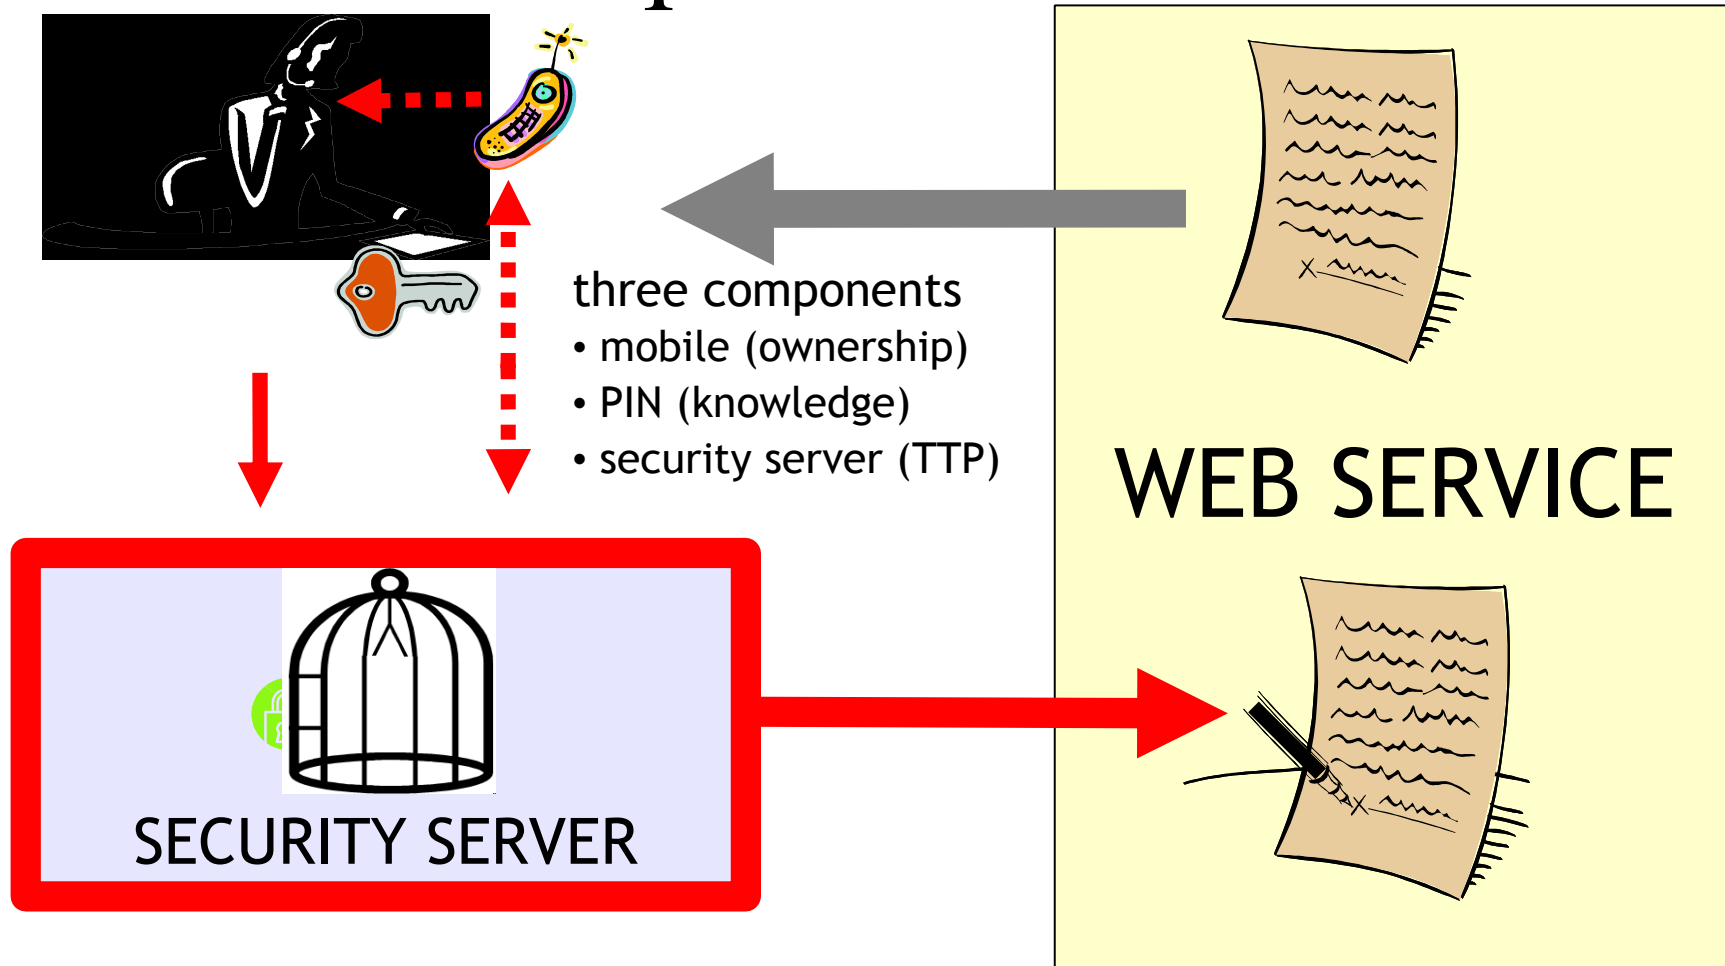 three components
• mobile (ownership)
• PIN (knowledge)
• security server (TTP)
WEB SERVICE
SECURITY SERVER